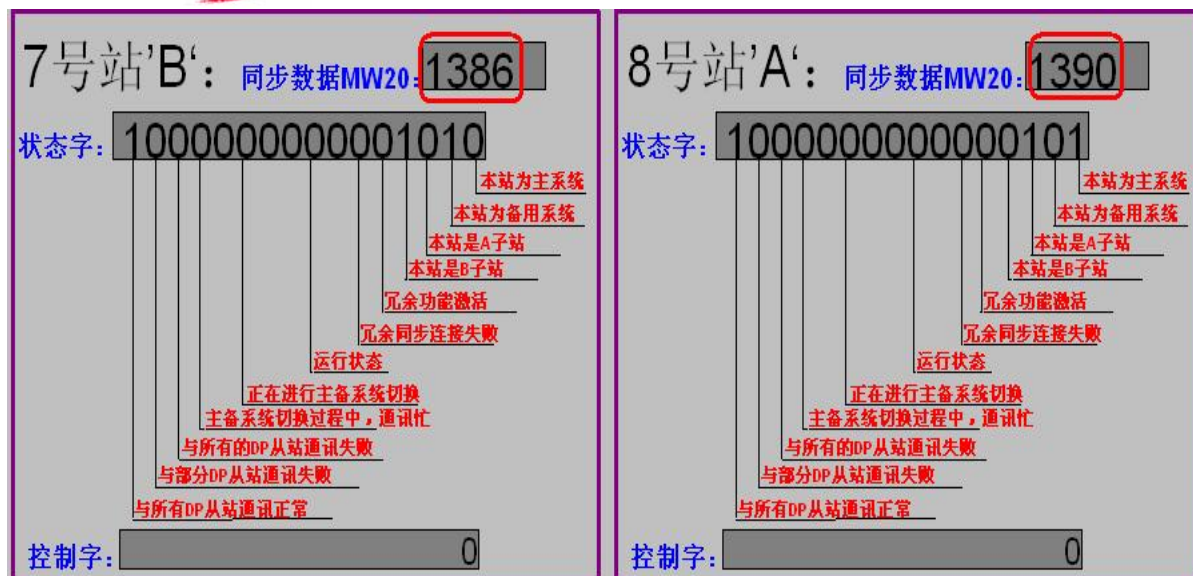 7号站’B‘：同步数据MW20:1386
状态字：1000000000001010
本站为主系统
本站为备用系统
本站是A子站
本站是B子站
冗余功能激活
冗余同步连接失败
运行状态
正在进行主备系统切换
主备系统切换过程中，通讯忙
与所有的DP从站通讯失败
与部分DP从站通讯失败
与所有DP从站通讯正常
控制字：0
8号站’A‘：同步数据MW20:1390
状态字：1000000000000101
本站为主系统
本站为备用系统
本站是A子站
本站是B子站
冗余功能激活
冗余同步连接失败
运行状态
正在进行主备系统切换
主备系统切换过程中，通讯忙
与所有的DP从站通讯失败
与部分DP从站通讯失败
与所有DP从站通讯正常
控制字：0